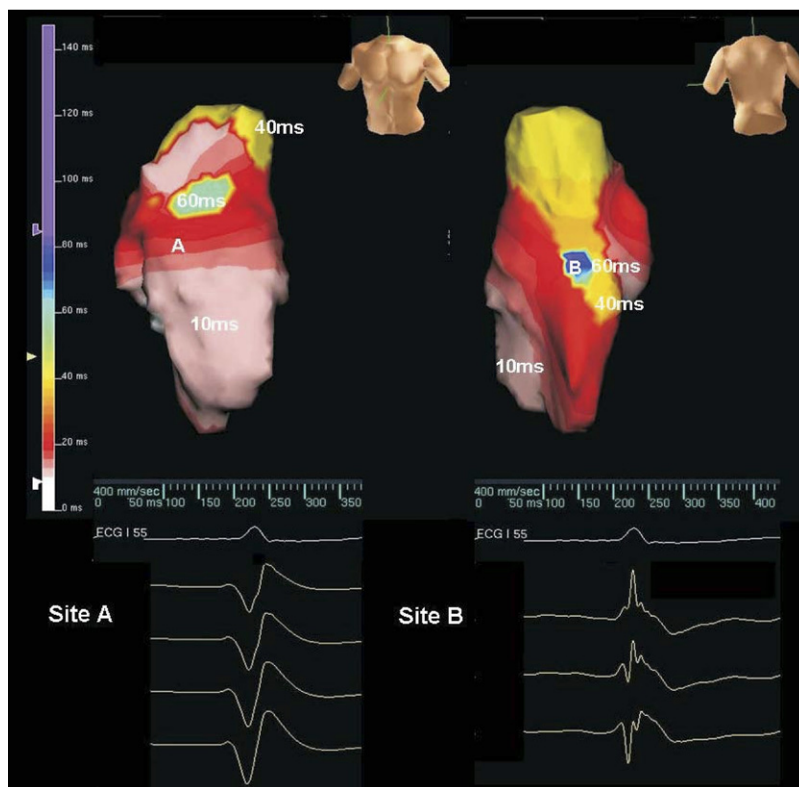 140 ms
120 ms
100 ms
80 ms
60 ms
40 ms
20 ms
0 ms
40ms
60ms
A
10ms
B
60ms
40ms
10ms
400 mm/sec
0 50 ms 100 150 200 250 300 350
ECG I 55
Site A
400 mm/sec
0 50 ms 100 150 200 250 300 350 400
ECG I 55
Site B